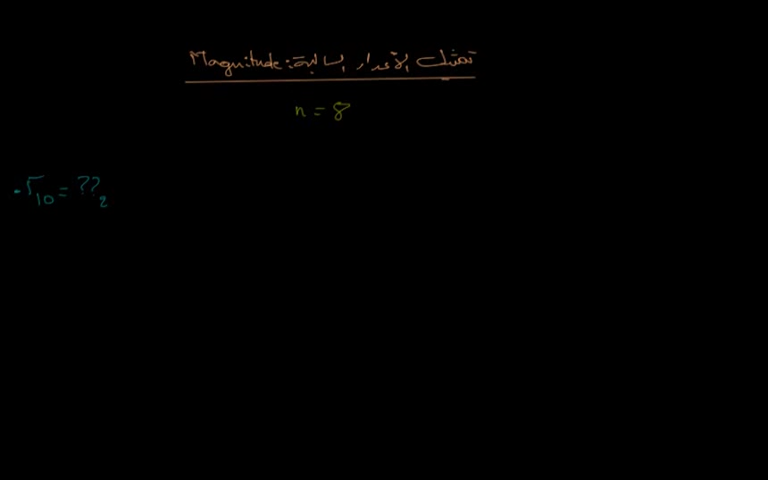 تمثيل الأعداد السالبة: Magnitude
n = 8
-5₁₀ = ??₂